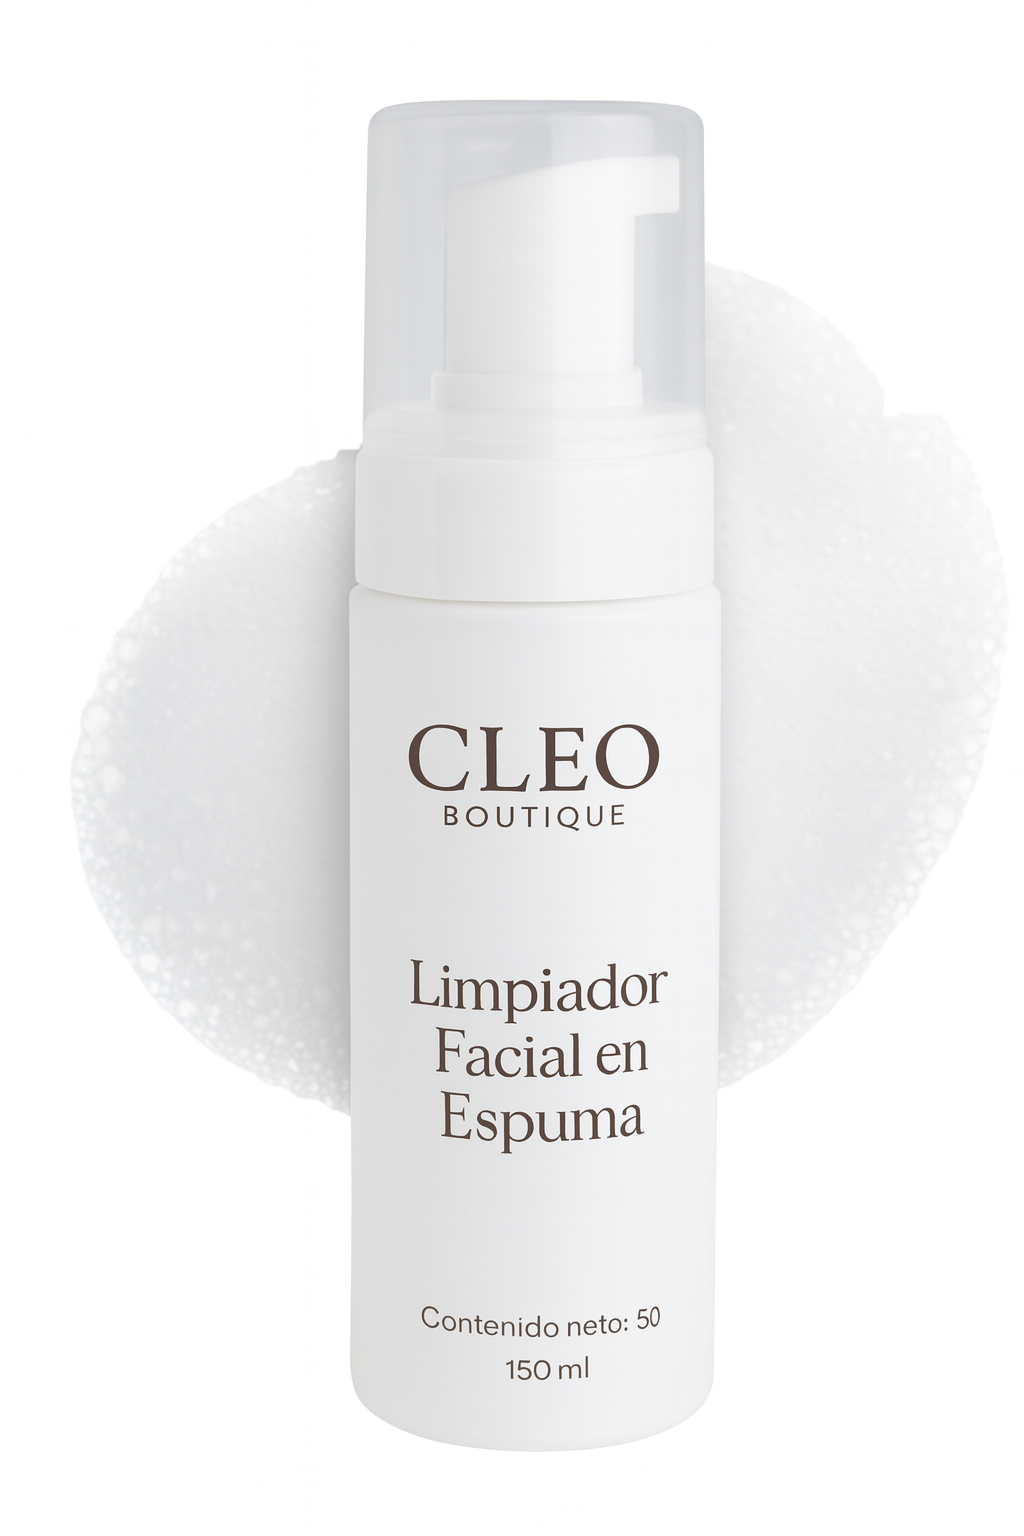 CLEO
BOUTIQUE
Limpiador
Facial en
Espuma
Contenido neto: 50
150 ml